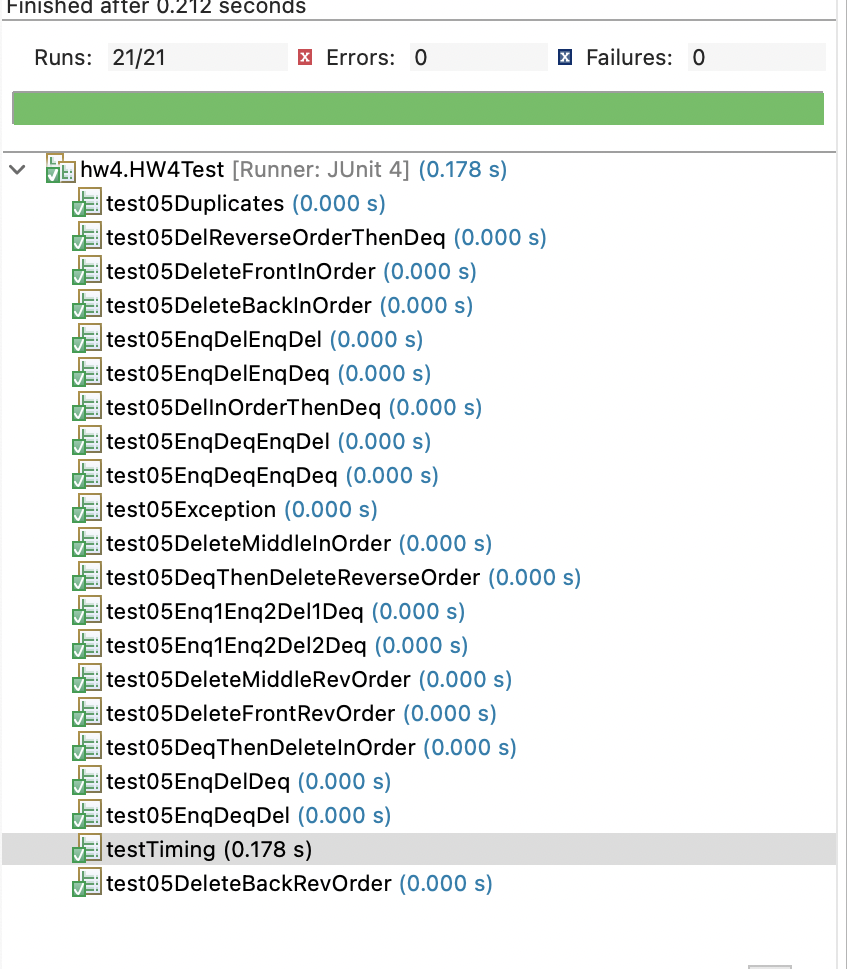 Finished after 0.212 seconds
Runs: 21/21 Errors: 0 Failures: 0
hw4.HW4Test [Runner: JUnit 4] (0.178 s)
test05Duplicates (0.000 s)
test05DelReverseOrderThenDeq (0.000 s)
test05DeleteFrontInOrder (0.000 s)
test05DeleteBackInOrder (0.000 s)
test05EnqDelEnqDel (0.000 s)
test05EnqDelEnqDeq (0.000 s)
test05DelInOrderThenDeq (0.000 s)
test05EnqDeqEnqDel (0.000 s)
test05EnqDeqEnqDeq (0.000 s)
test05Exception (0.000 s)
test05DeleteMiddleInOrder (0.000 s)
test05DeqThenDeleteReverseOrder (0.000 s)
test05Enq1Enq2Del1Deq (0.000 s)
test05Enq1Enq2Del2Deq (0.000 s)
test05DeleteMiddleRevOrder (0.000 s)
test05DeleteFrontRevOrder (0.000 s)
test05DeqThenDeleteInOrder (0.000 s)
test05EnqDelDeq (0.000 s)
test05EnqDeqDel (0.000 s)
testTiming (0.178 s)
test05DeleteBackRevOrder (0.000 s)